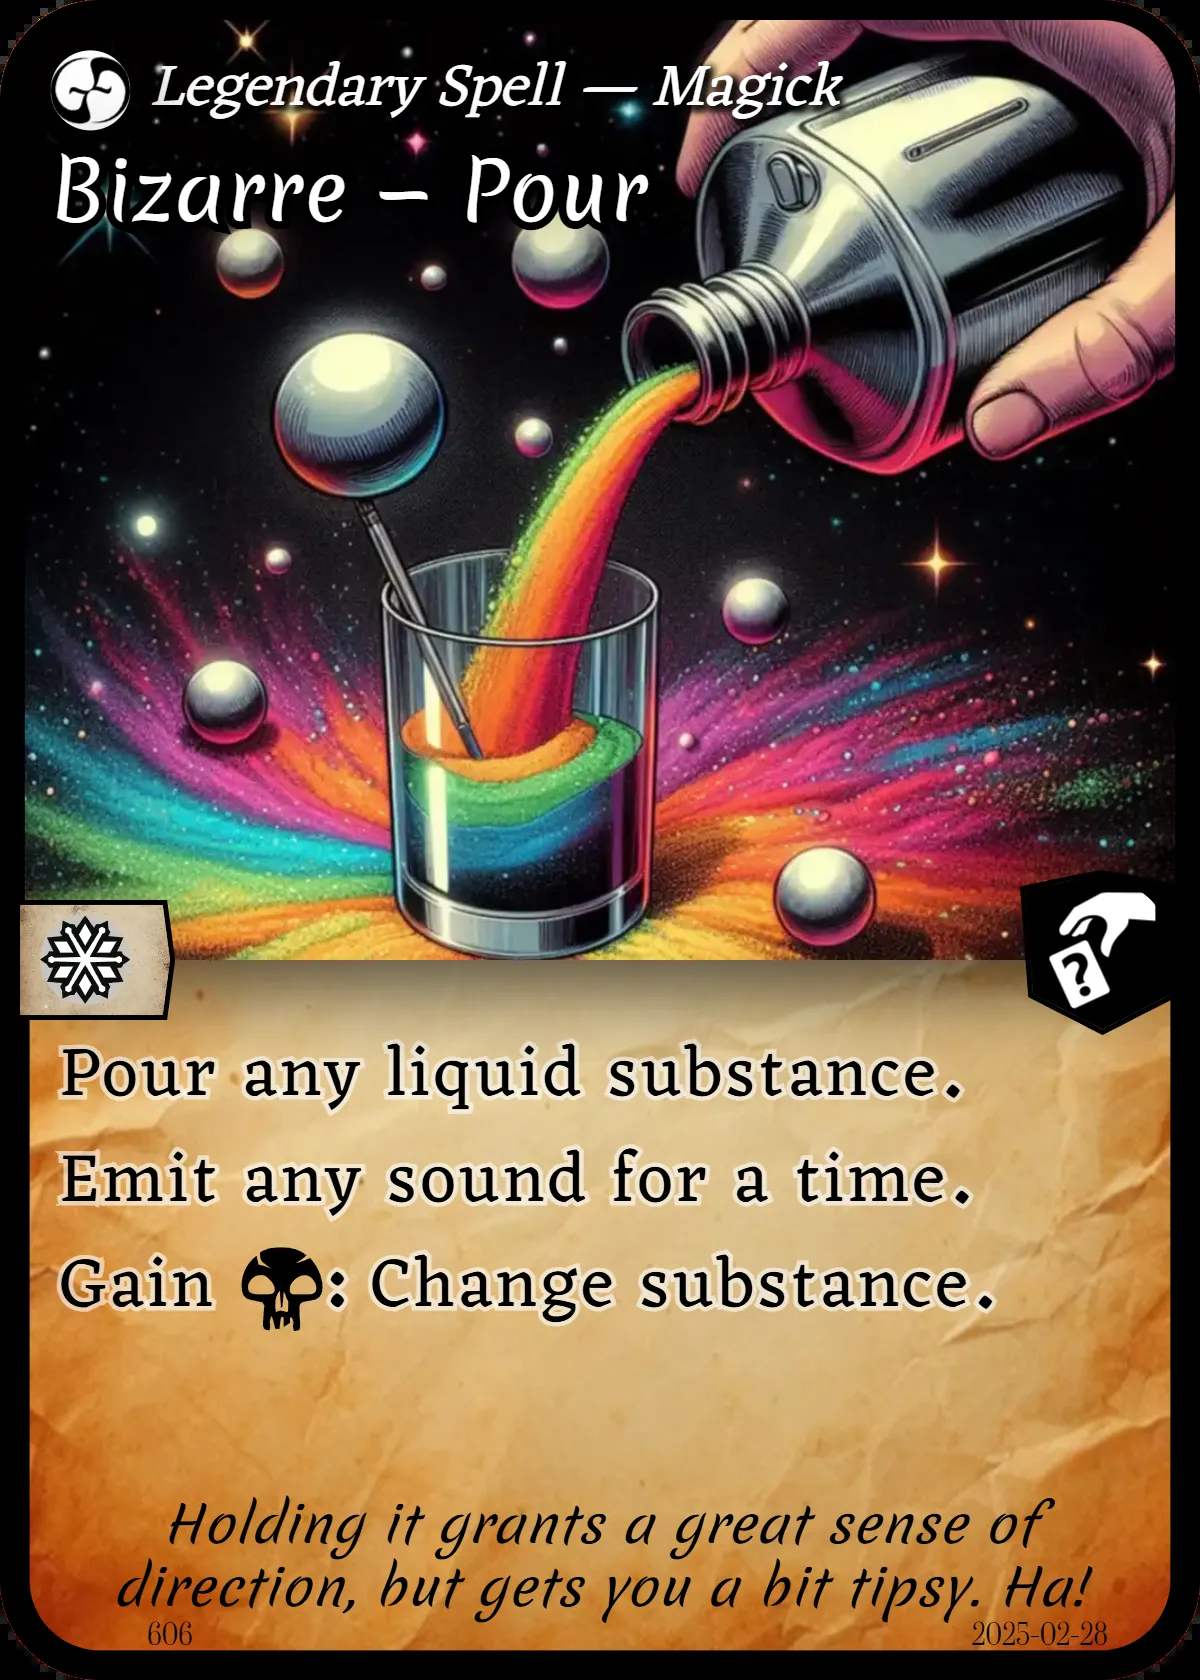 Legendary Spell — Magick
Bizarre – Pour
?
Pour any liquid substance.
Emit any sound for a time.
Gain : Change substance.
Holding it grants a great sense of
direction, but gets you a bit tipsy. Ha!
606
2025-02-28